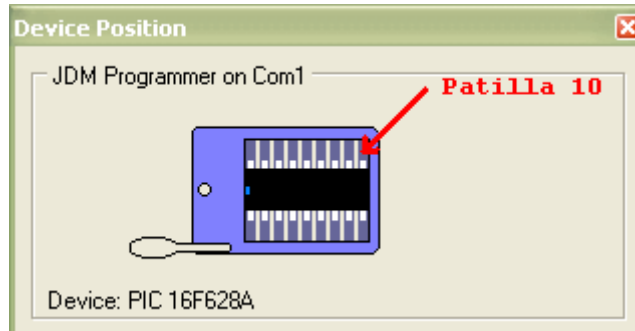 Device Position
JDM Programmer on Com1
Patilla 10
Device: PIC 16F628A